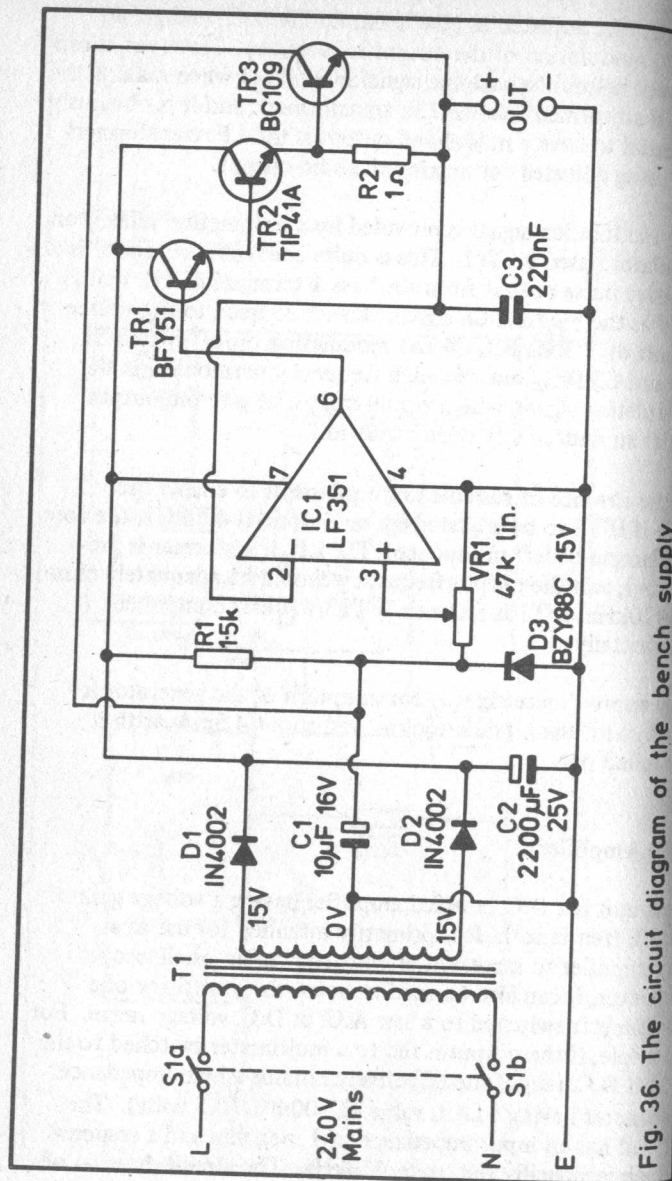 S1a
L
240V
Mains
N
S1b
E
T1
15V
0V
15V
D1
IN4002
C1
10µF 16V
D2
IN4002
C2
2200µF
25V
R1
1·5k
2
3
-
+
7
IC1
LF 351
6
4
VR1
47k lin.
D3
BZY88C 15V
TR1
BFY51
TR2
TIP41A
TR3
BC109
R2
1Ω
C3
220nF
+
OUT
-
Fig. 36. The circuit diagram of the bench supply